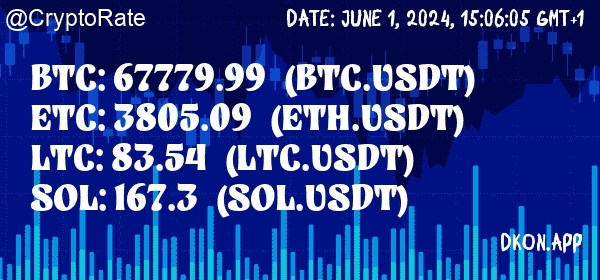 @CryptoRate
DATE: JUNE 1, 2024, 15:06:05 GMT+1
BTC: 67779.99 (BTC.USDT)
ETC: 3805.09 (ETH.USDT)
LTC: 83.54 (LTC.USDT)
SOL: 167.3 (SOL.USDT)
DKON.APP